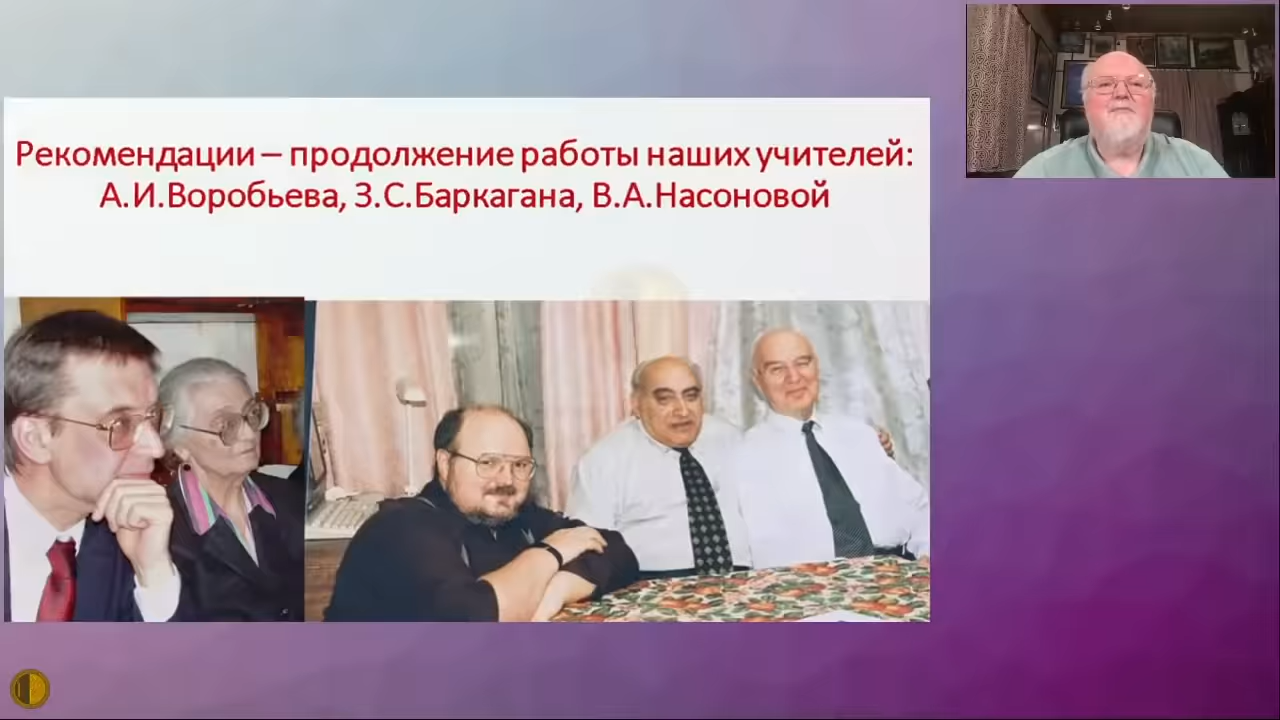 Рекомендации – продолжение работы наших учителей:
А.И.Воробьева, З.С.Баркагана, В.А.Насоновой